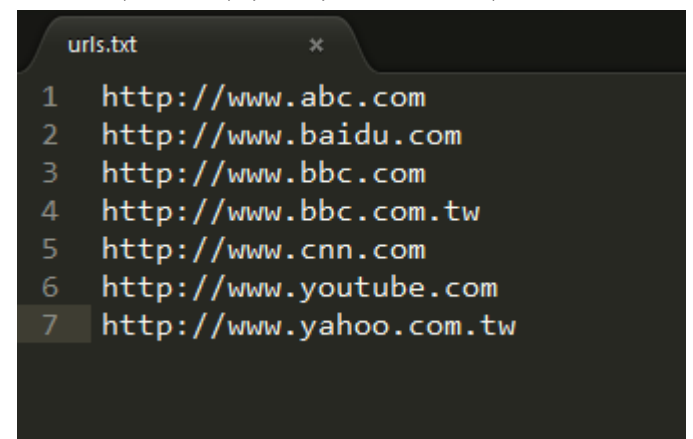 urls.txt ×
1 http://www.abc.com
2 http://www.baidu.com
3 http://www.bbc.com
4 http://www.bbc.com.tw
5 http://www.cnn.com
6 http://www.youtube.com
7 http://www.yahoo.com.tw